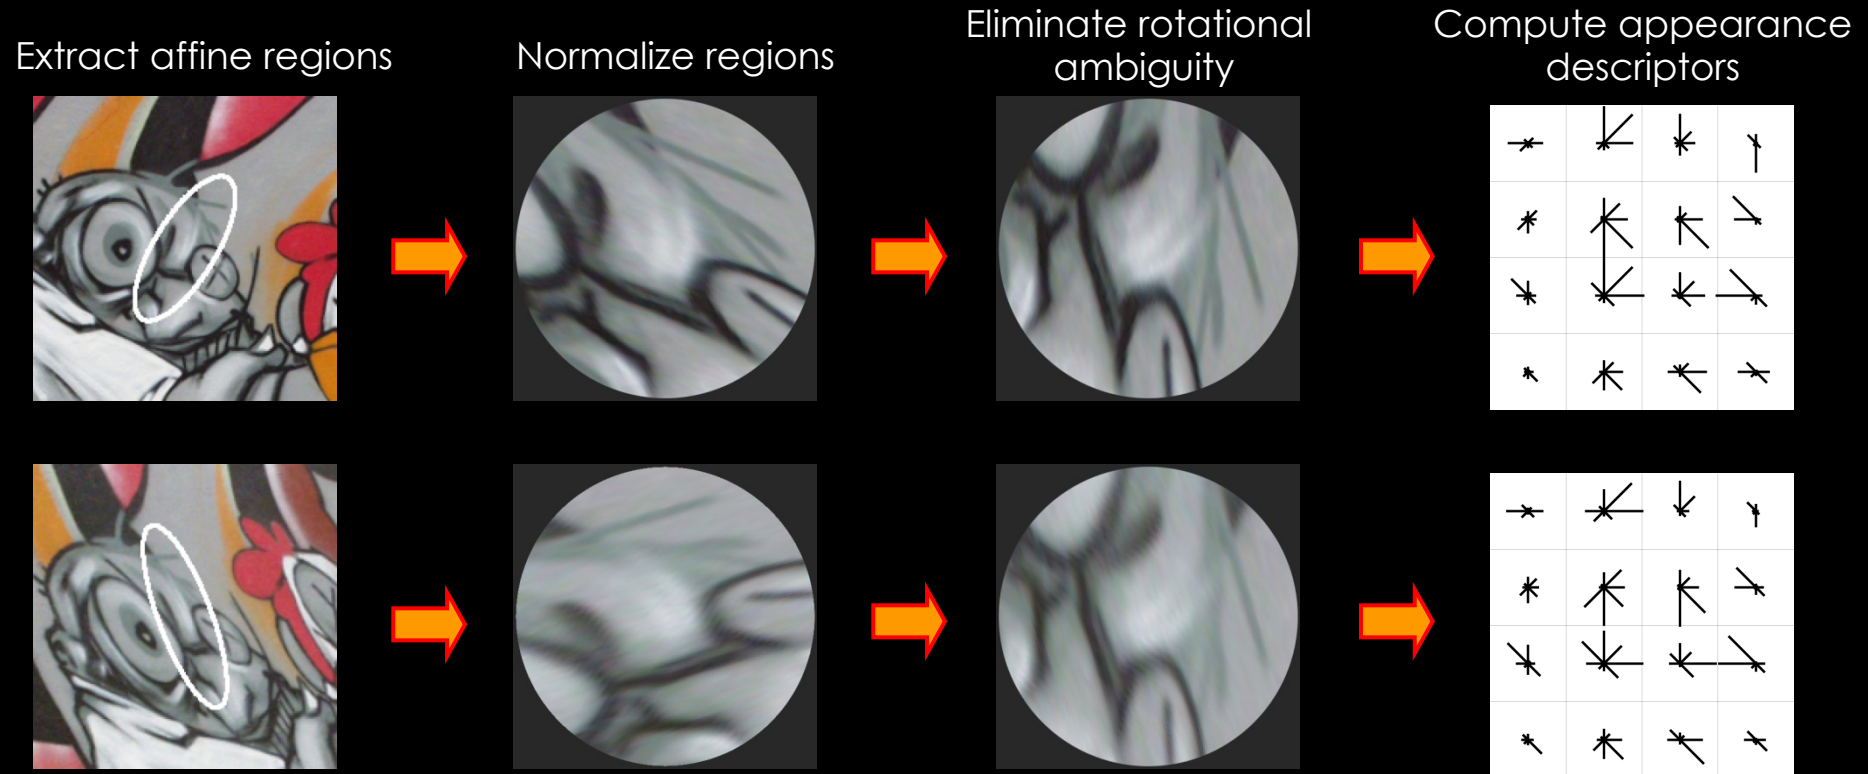 Extract affine regions
Normalize regions
Eliminate rotational
ambiguity
Compute appearance
descriptors